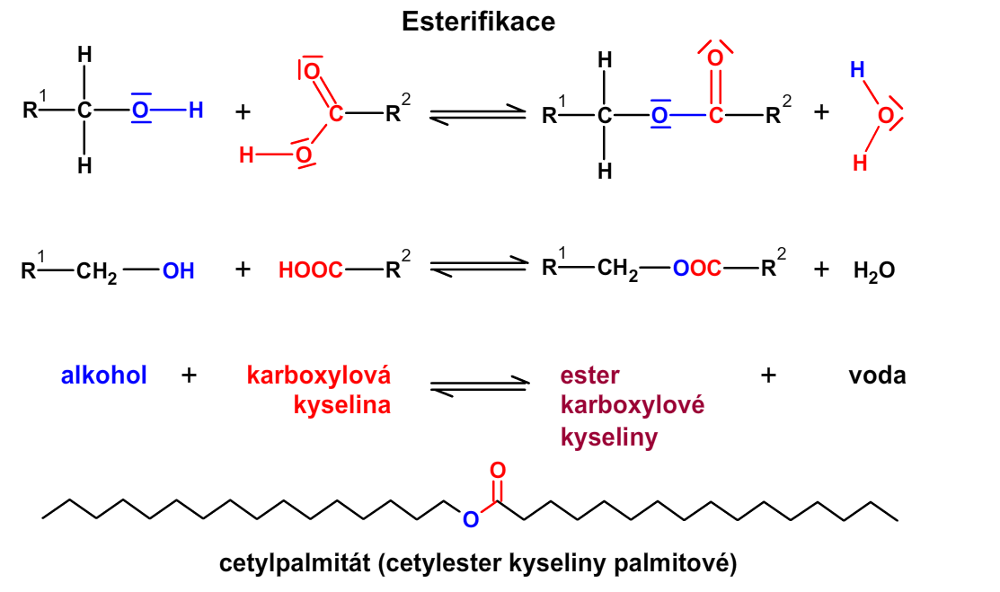 Esterifikace
H O H O H
R1 C O H + C R2 R1 C O C R2 + O
H H O H H
R1 CH2 OH + HOOC R2 R1 CH2 OOC R2 + H2O
alkohol + karboxylová kyselina ester karboxylové kyseliny + voda
O
O
cetylpalmitát (cetylester kyseliny palmitové)